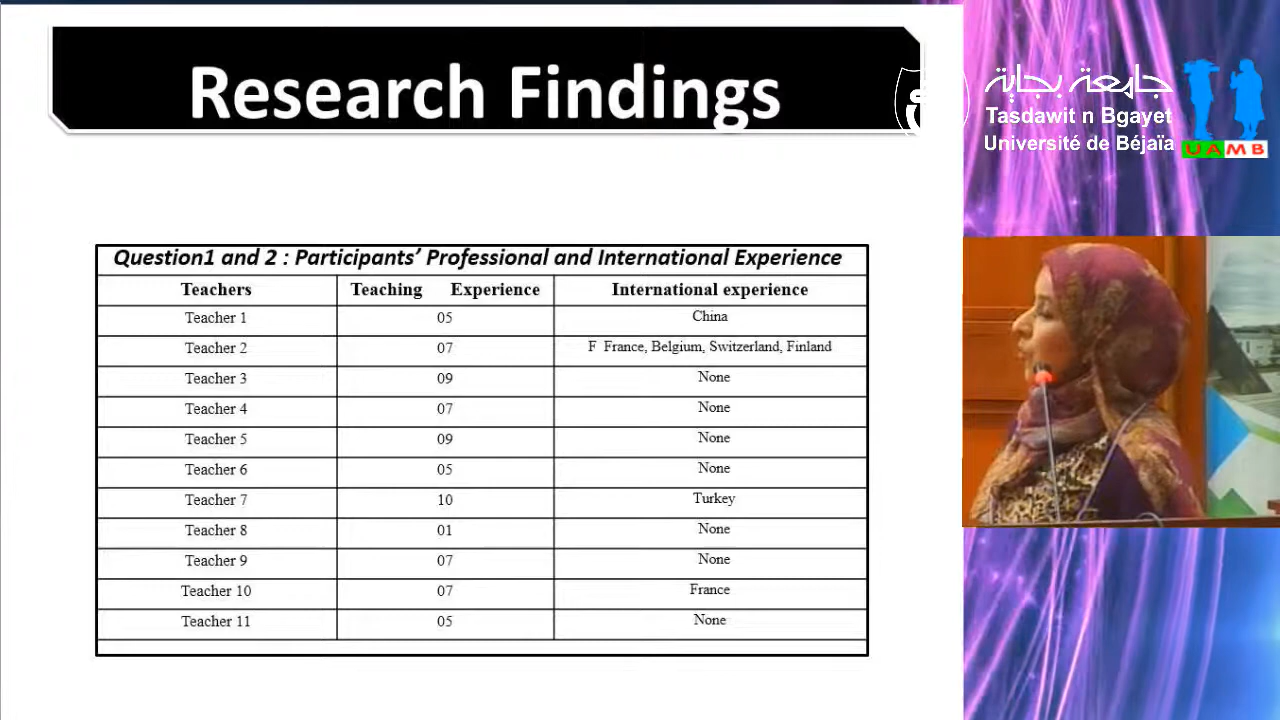 Research Findings
جامعة بجاية
Tasdawit n Bgayet
Université de Béjaïa
UAMB
Question1 and 2 : Participants’ Professional and International Experience
Teachers Teaching Experience International experience
Teacher 1 05 China
Teacher 2 07 F France, Belgium, Switzerland, Finland
Teacher 3 09 None
Teacher 4 07 None
Teacher 5 09 None
Teacher 6 05 None
Teacher 7 10 Turkey
Teacher 8 01 None
Teacher 9 07 None
Teacher 10 07 France
Teacher 11 05 None